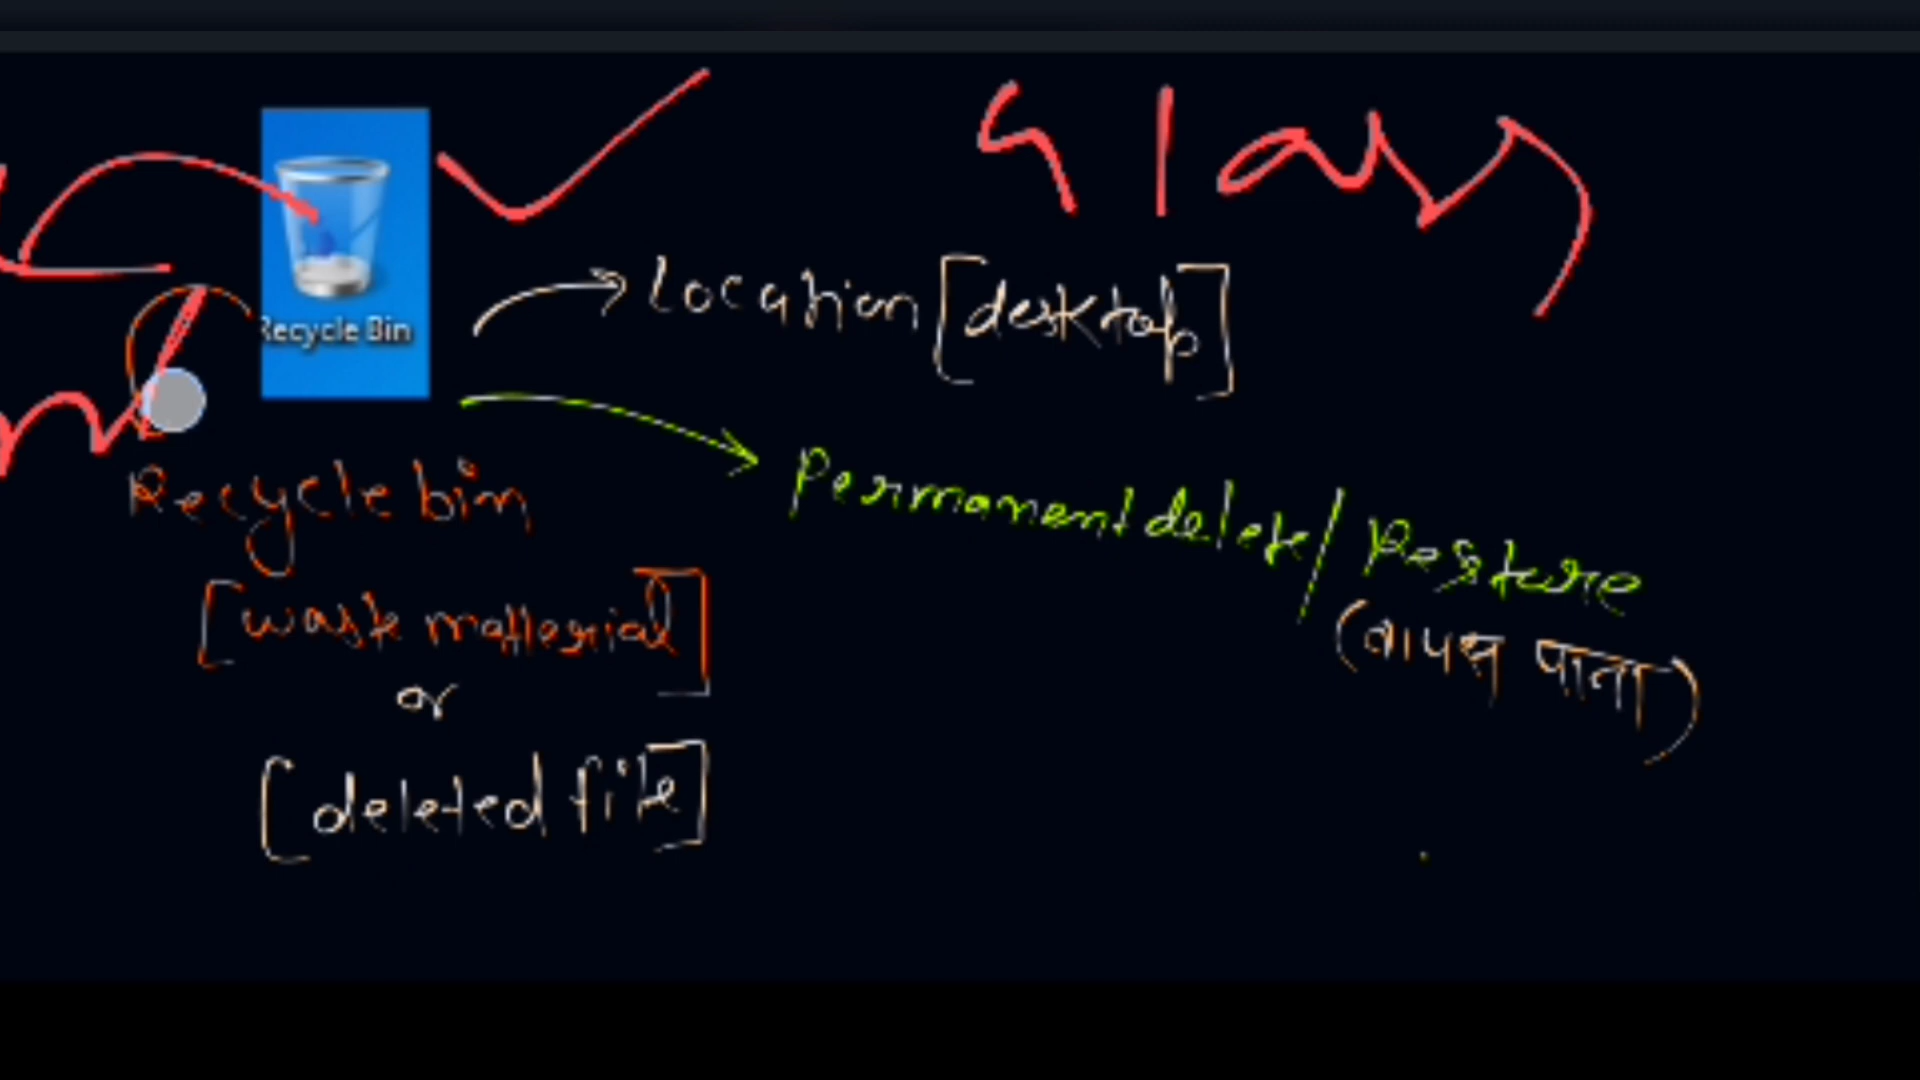 Recycle Bin
Location [desktop]
Permanent delete / Restore
(वापस पाना)
Recycle bin
[waste matterial]
or
[deleted file]